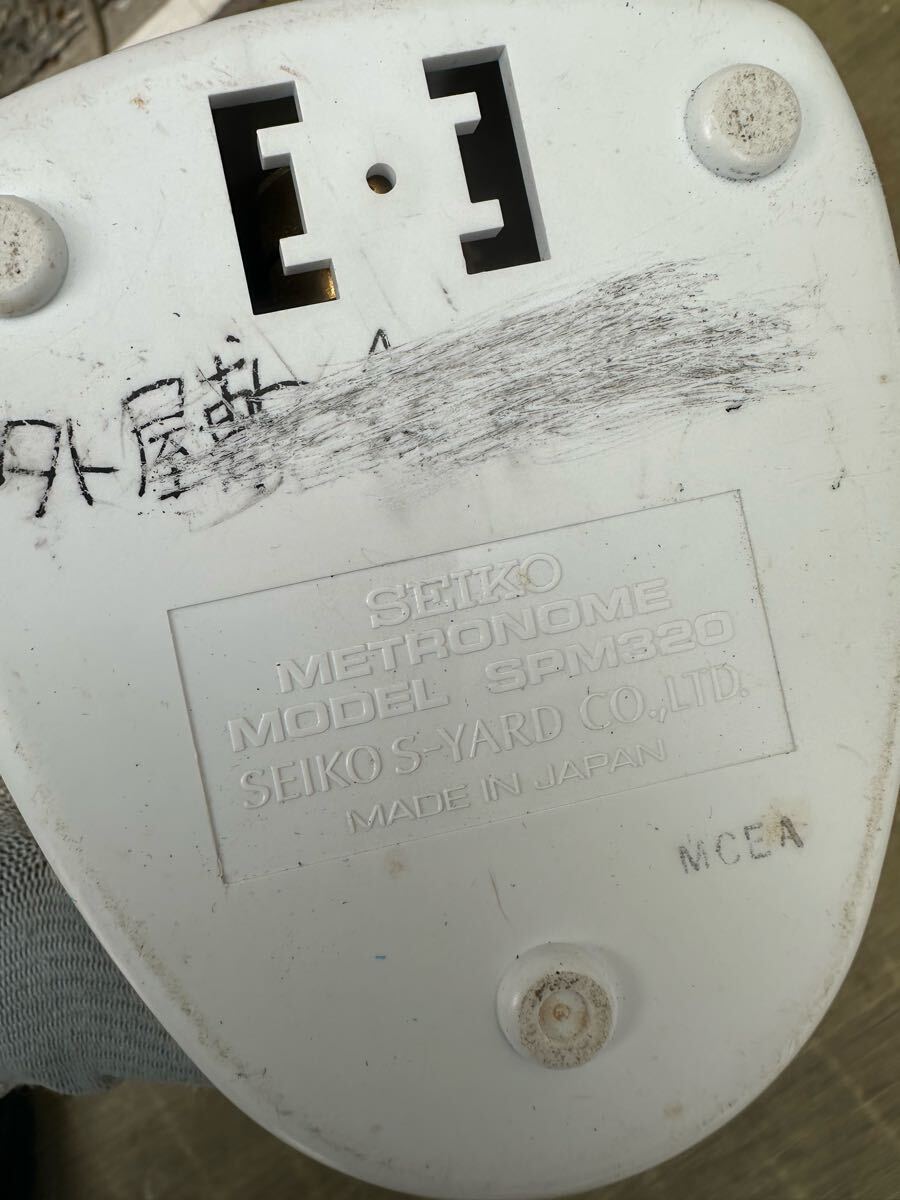 外屋敷
SEIKO
METRONOME
MODEL SPM320
SEIKO S-YARD CO.,LTD.
MADE IN JAPAN
MCEA